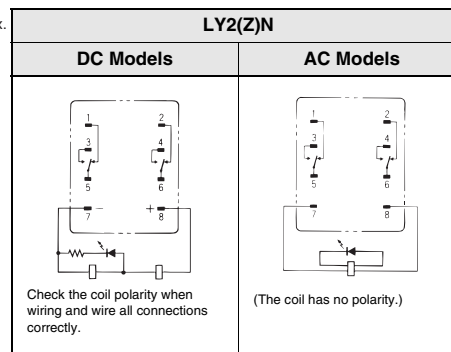 x.
LY2(Z)N
DC Models
AC Models
1 2
3 4
5 6
7 − + 8
Check the coil polarity when
wiring and wire all connections
correctly.
1 2
3 4
5 6
7 8
(The coil has no polarity.)